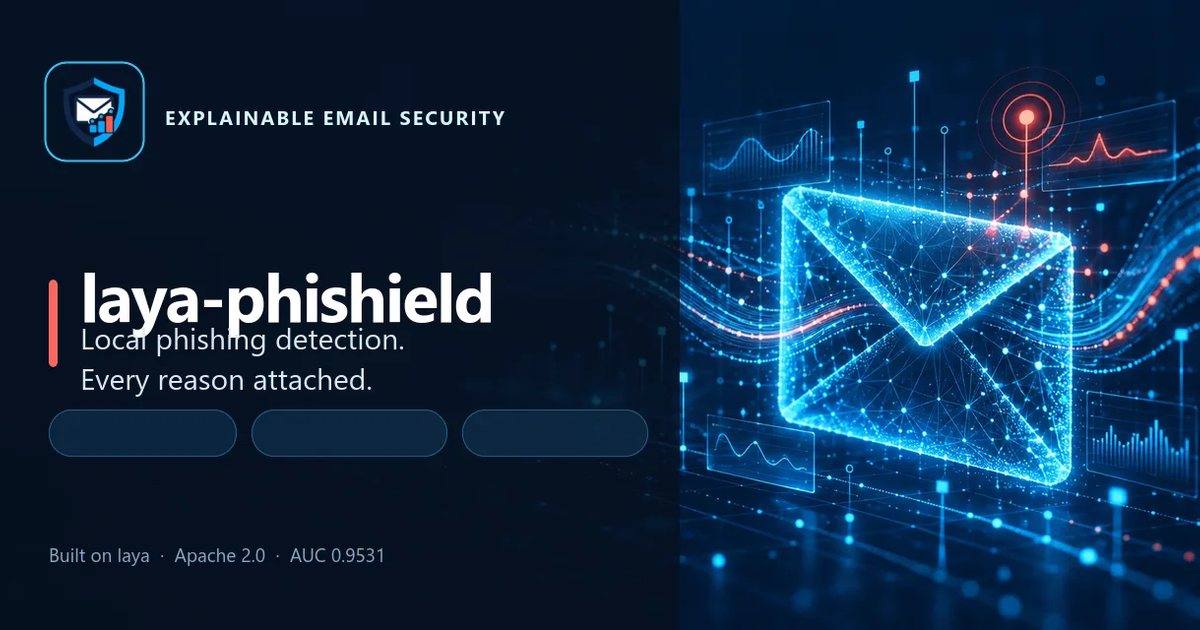 EXPLAINABLE EMAIL SECURITY
laya-phishield
Local phishing detection.
Every reason attached.
Built on laya · Apache 2.0 · AUC 0.9531